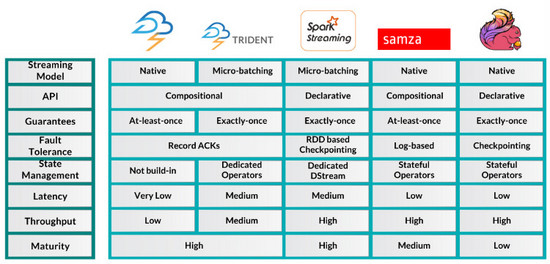 TRIDENT
Spark
Streaming
samza
Streaming
Model
Native
Micro-batching
Micro-batching
Native
Native
API
Compositional
Declarative
Compositional
Declarative
Guarantees
At-least-once
Exactly-once
Exactly-once
At-least-once
Exactly-once
Fault
Tolerance
Record ACKs
RDD based
Checkpointing
Log-based
Checkpointing
State
Management
Not build-in
Dedicated
Operators
Dedicated
DStream
Stateful
Operators
Stateful
Operators
Latency
Very Low
Medium
Medium
Low
Low
Throughput
Low
Medium
High
High
High
Maturity
High
High
Medium
Low